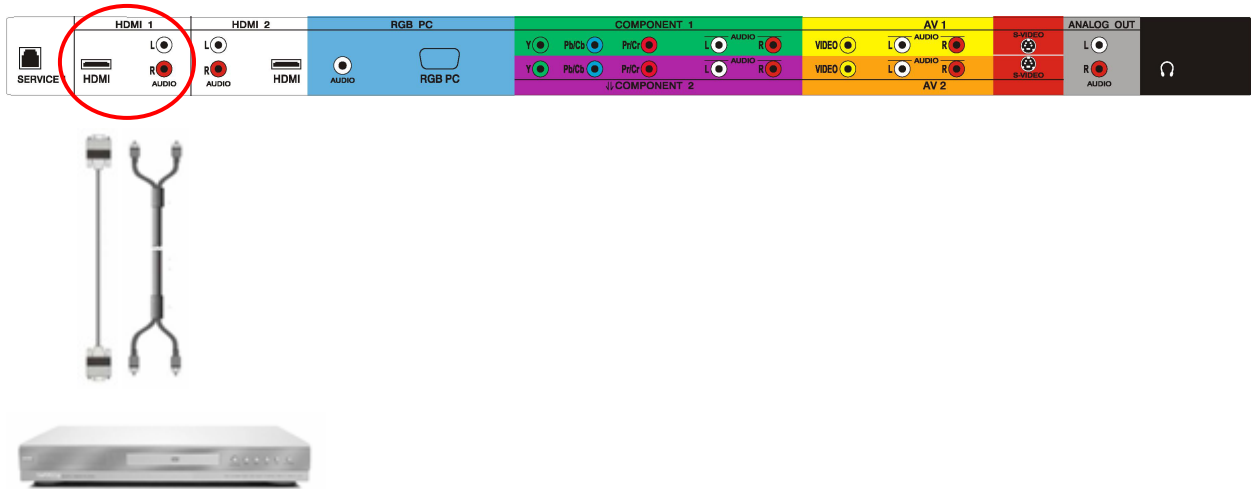 HDMI 1
HDMI 2
RGB PC
COMPONENT 1
AV 1
ANALOG OUT
SERVICE
HDMI
L
R
AUDIO
L
R
AUDIO
HDMI
AUDIO
RGB PC
Y
Pb/Cb
Pr/Cr
L
AUDIO
R
VIDEO
L
AUDIO
R
S-VIDEO
Y
Pb/Cb
Pr/Cr
L
AUDIO
R
VIDEO
L
AUDIO
R
S-VIDEO
L
R
AUDIO
COMPONENT 2
AV 2